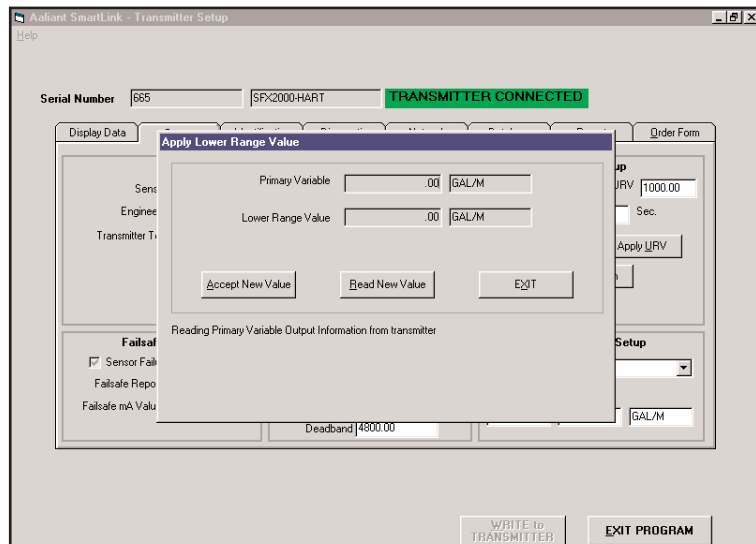 Aaliant SmartLink - Transmitter Setup
Help
Serial Number 665 SFX2000-HART TRANSMITTER CONNECTED
Display Data Order Form
Apply Lower Range Value
Primary Variable .00 GAL/M
Lower Range Value .00 GAL/M
Accept New Value Read New Value EXIT
Reading Primary Variable Output Information from transmitter
URV 1000.00
Sec.
Apply URV
Setup
Failsafe mA
Deadband 4800.00 GAL/M
WRITE to
TRANSMITTER
EXIT PROGRAM